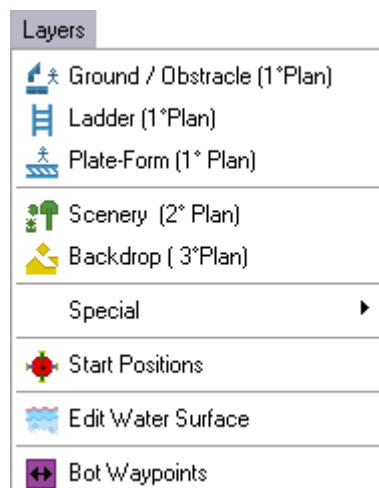 Layers
Ground / Obstracle (1°Plan)
Ladder (1°Plan)
Plate-Form (1° Plan)
Scenery (2° Plan)
Backdrop ( 3°Plan)
Special
Start Positions
Edit Water Surface
Bot Waypoints